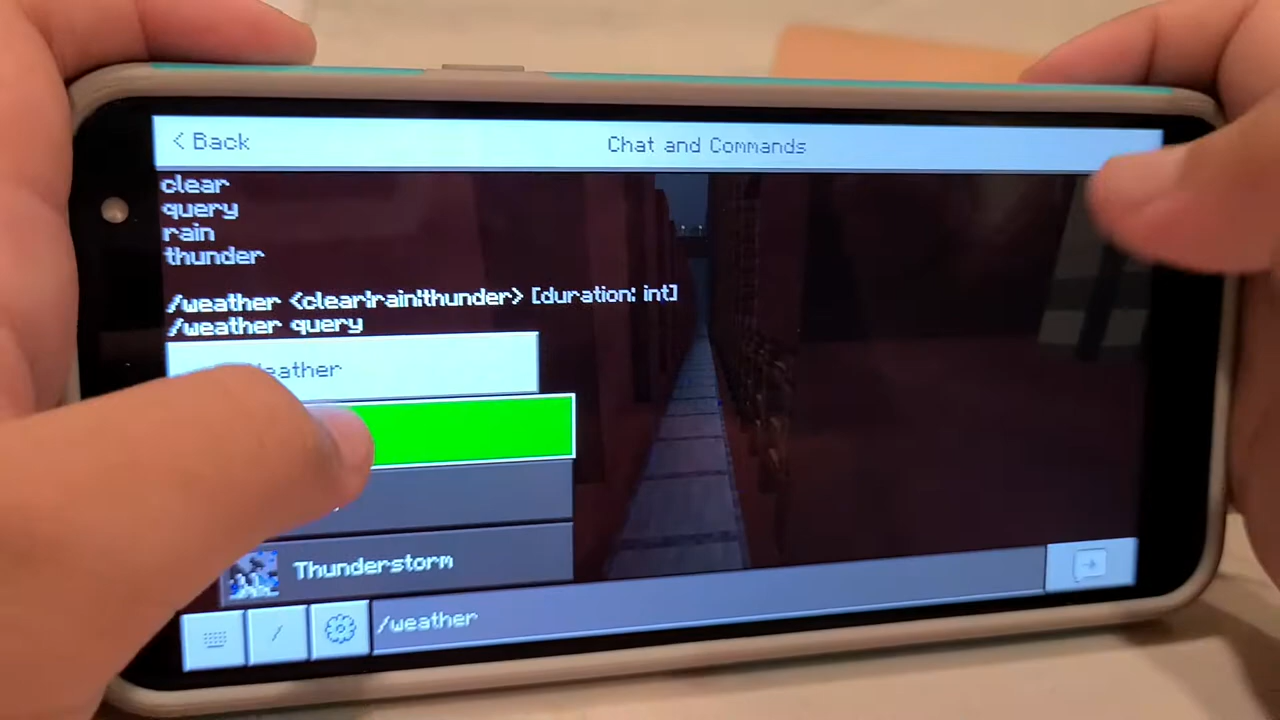 < Back
Chat and Commands
clear
query
rain
thunder
/weather <clear|rain|thunder> [duration: int]
/weather query
Thunderstorm
/
/weather